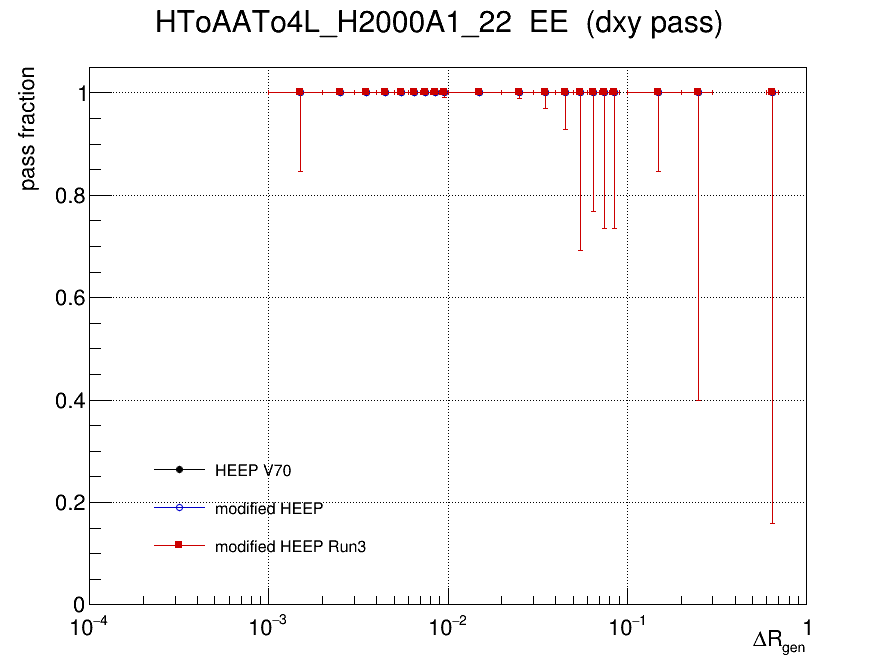 HToAATo4L_H2000A1_22 EE (dxy pass)
pass fraction
1
0.8
0.6
0.4
0.2
0
HEEP V70
modified HEEP
modified HEEP Run3
10−4 10−3 10−2 10−1 1
ΔRgen